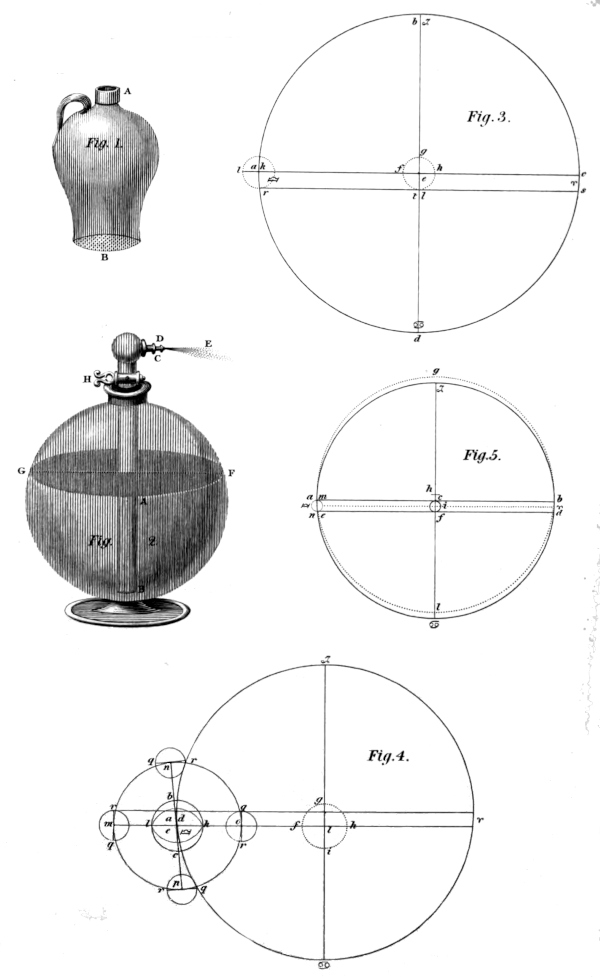 A
Fig. 1.
B
b
Fig. 3.
g
l a k f h c
e
r i l s
d
D
E
C
H
G F
A
Fig. 2.
B
g
Fig. 5.
h
a m c b
i
n e f d
l
Fig. 4.
q n r
b g
r a d q
m l f l h r
e k o
q c r i
p
r q